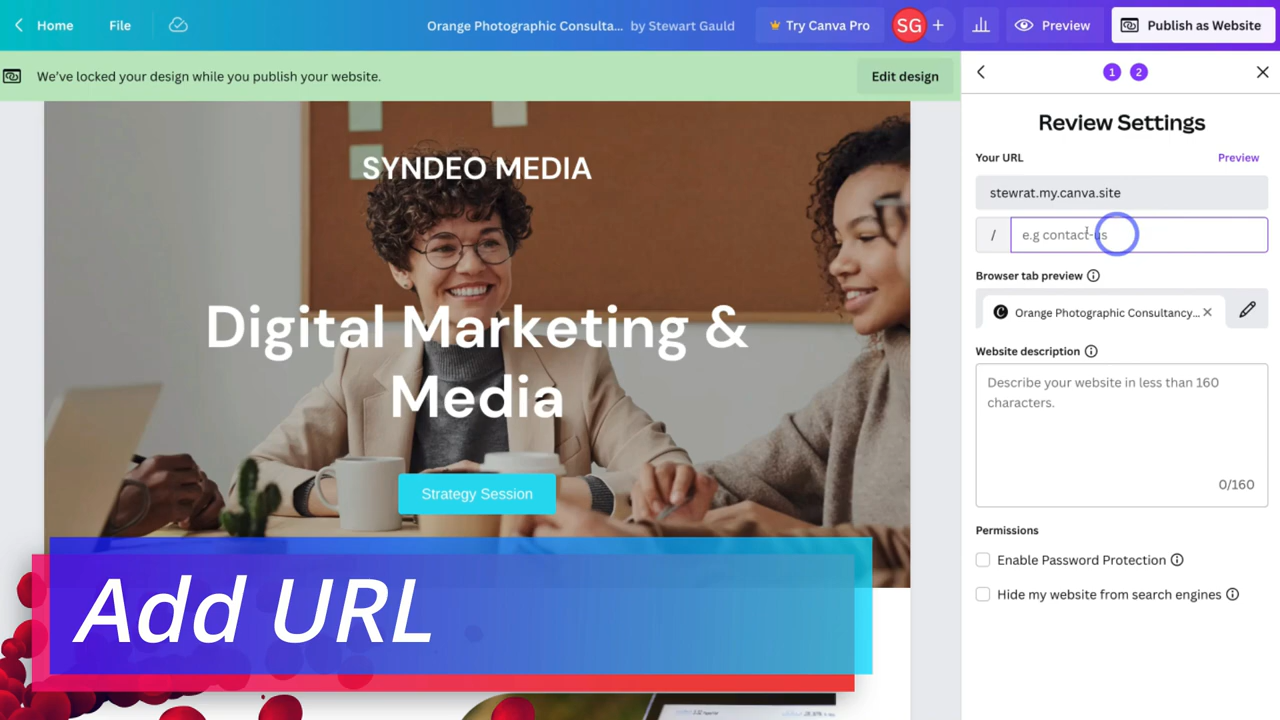 Home
File
Orange Photographic Consulta... by Stewart Gauld
Try Canva Pro
SG
+
Preview
Publish as Website
We've locked your design while you publish your website.
Edit design
1 2
Review Settings
Your URL
Preview
stewrat.my.canva.site
/ e.g contact-us
Browser tab preview
Orange Photographic Consultancy...
Website description
Describe your website in less than 160
characters.
0/160
Permissions
Enable Password Protection
Hide my website from search engines
SYNDEO MEDIA
Digital Marketing &
Media
Strategy Session
Add URL